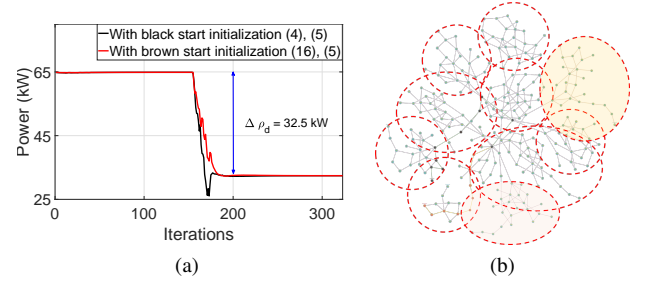 With black start initialization (4), (5)
With brown start initialization (16), (5)
Power (kW)
65
45
25
Δ ρd = 32.5 kW
0 100 200 300
Iterations
(a) (b)